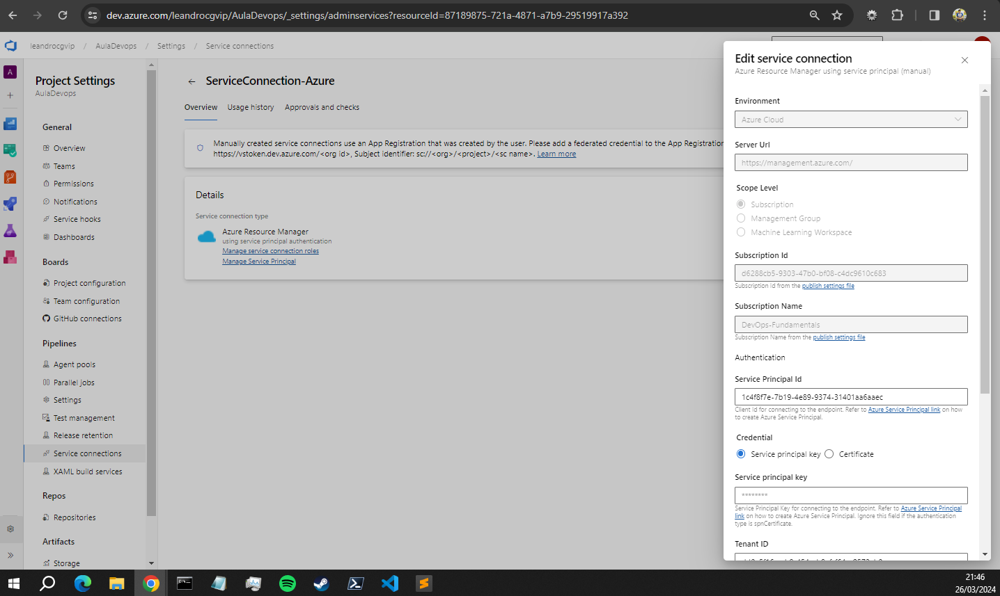 dev.azure.com/leandrocgvip/AulaDevops/_settings/adminservices?resourceId=87189875-721a-4871-a7b9-29519917a392
leandrocgvip / AulaDevops / Settings / Service connections
A
Project Settings
AulaDevops
General
Overview
Teams
Permissions
Notifications
Service hooks
Dashboards
Boards
Project configuration
Team configuration
GitHub connections
Pipelines
Agent pools
Parallel jobs
Settings
Test management
Release retention
Service connections
XAML build services
Repos
Repositories
Artifacts
Storage
ServiceConnection-Azure
Overview Usage history Approvals and checks
Manually created service connections use an App Registration that was created by the user. Please add a federated credential to the App Registration
https://vstoken.dev.azure.com/<org id>, Subject identifier: sc://<org>/<project>/<sc name>. Learn more
Details
Service connection type
Azure Resource Manager
using service principal authentication
Manage service connection roles
Manage Service Principal
Edit service connection
Azure Resource Manager using service principal (manual)
Environment
Azure Cloud
Server Url
https://management.azure.com/
Scope Level
Subscription
Management Group
Machine Learning Workspace
Subscription Id
d6288cb5-9303-47b0-bf08-c4dc9610c683
Subscription Id from the publish settings file
Subscription Name
DevOps-Fundamentals
Subscription Name from the publish settings file
Authentication
Service Principal Id
1c4f8f7e-7b19-4e89-9374-31401aa6aaec
Client Id for connecting to the endpoint. Refer to Azure Service Principal link on how
to create Azure Service Principal.
Credential
Service principal key Certificate
Service principal key
********
Service Principal Key for connecting to the endpoint. Refer to Azure Service Principal
link on how to create Azure Service Principal. Ignore this field if the authentication
type is spnCertificate.
Tenant ID
21:46
26/03/2024